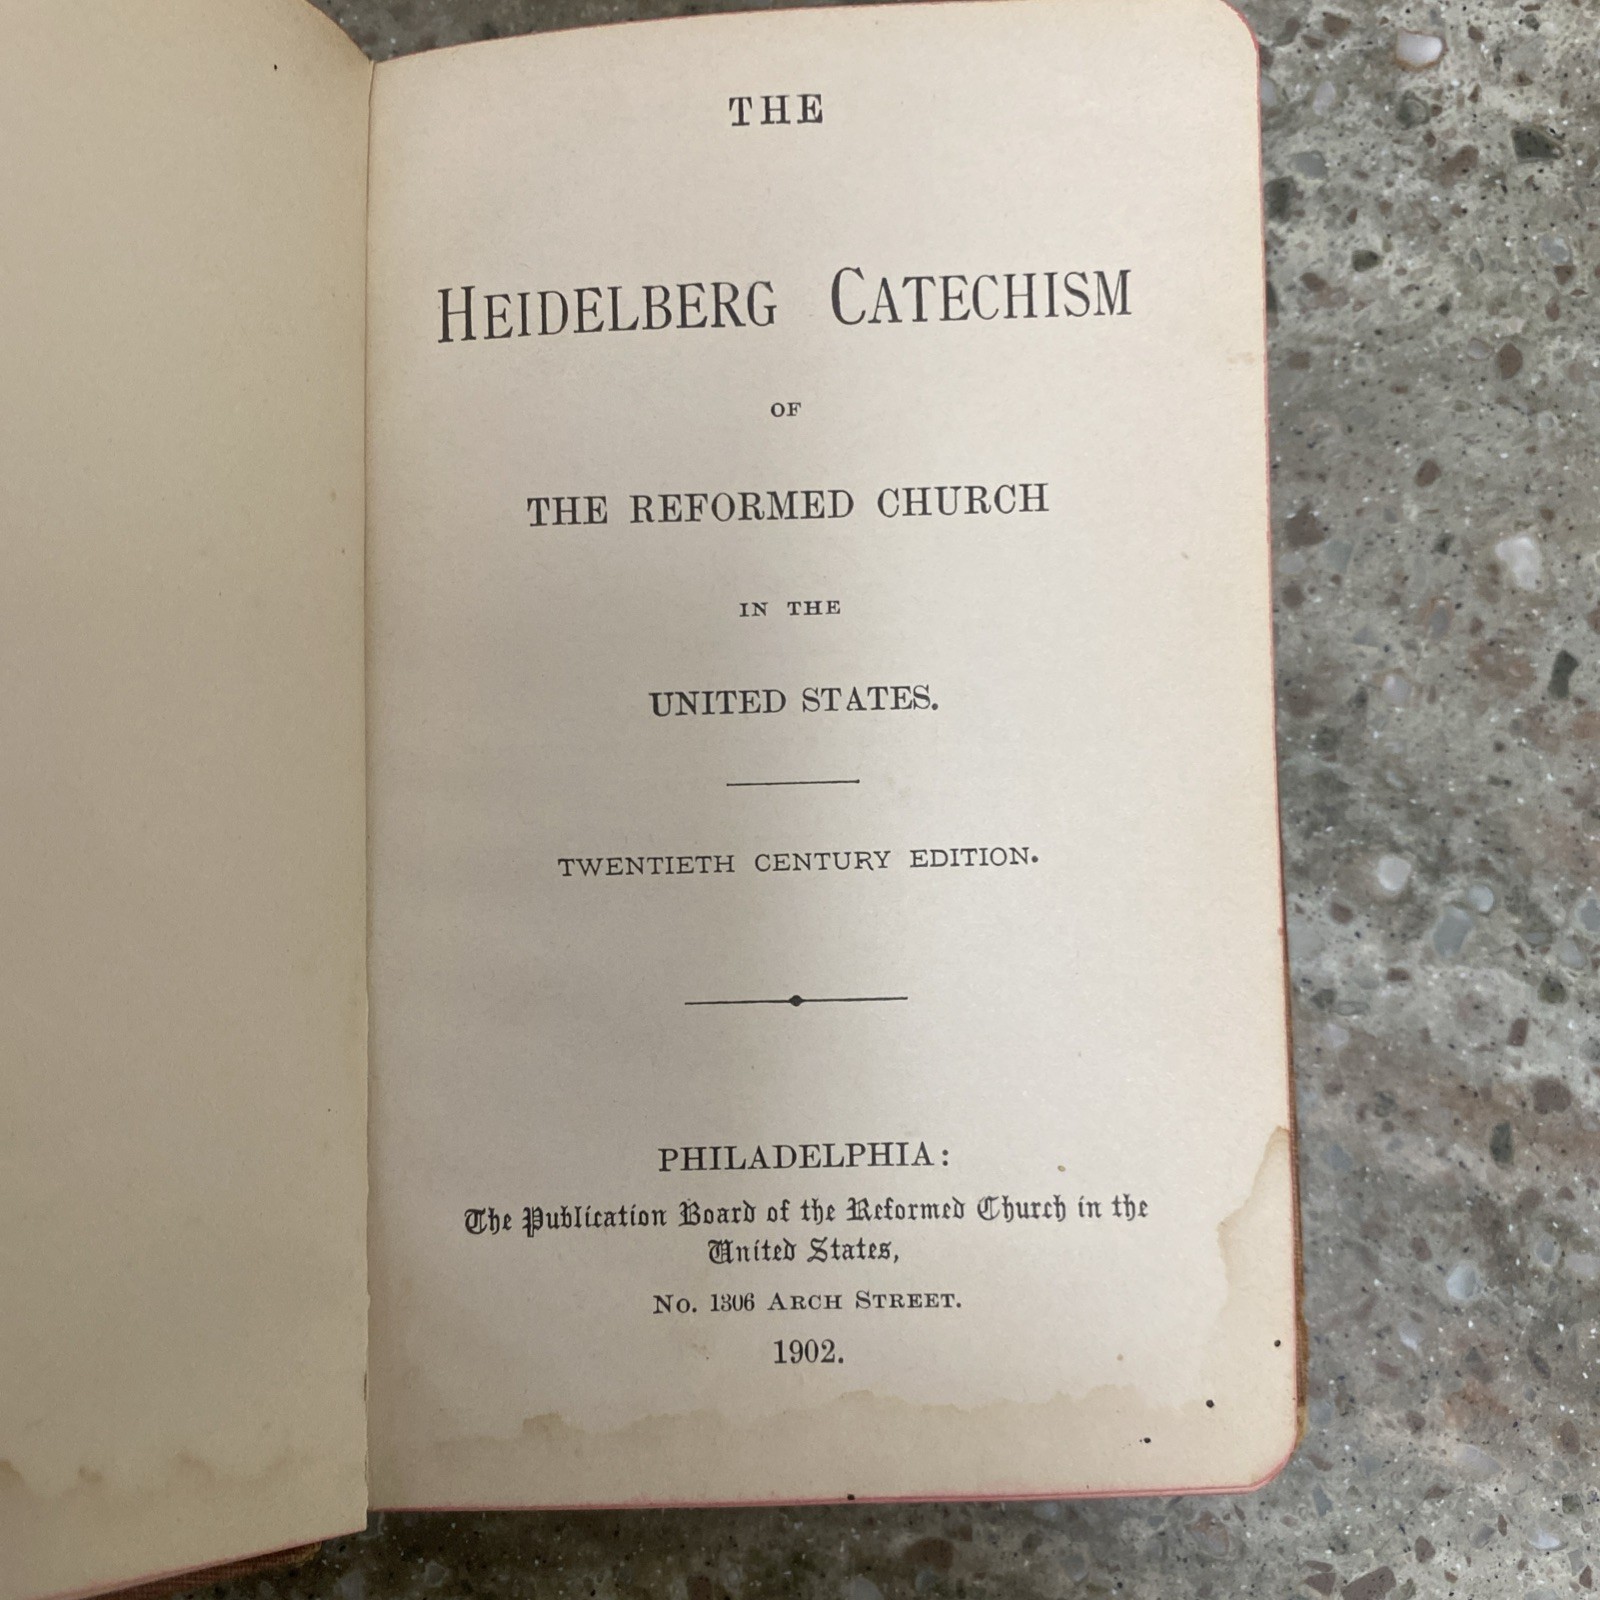 THE
HEIDELBERG CATECHISM
OF
THE REFORMED CHURCH
IN THE
UNITED STATES.
TWENTIETH CENTURY EDITION.
PHILADELPHIA:
The Publication Board of the Reformed Church in the
United States,
No. 1306 ARCH STREET.
1902.